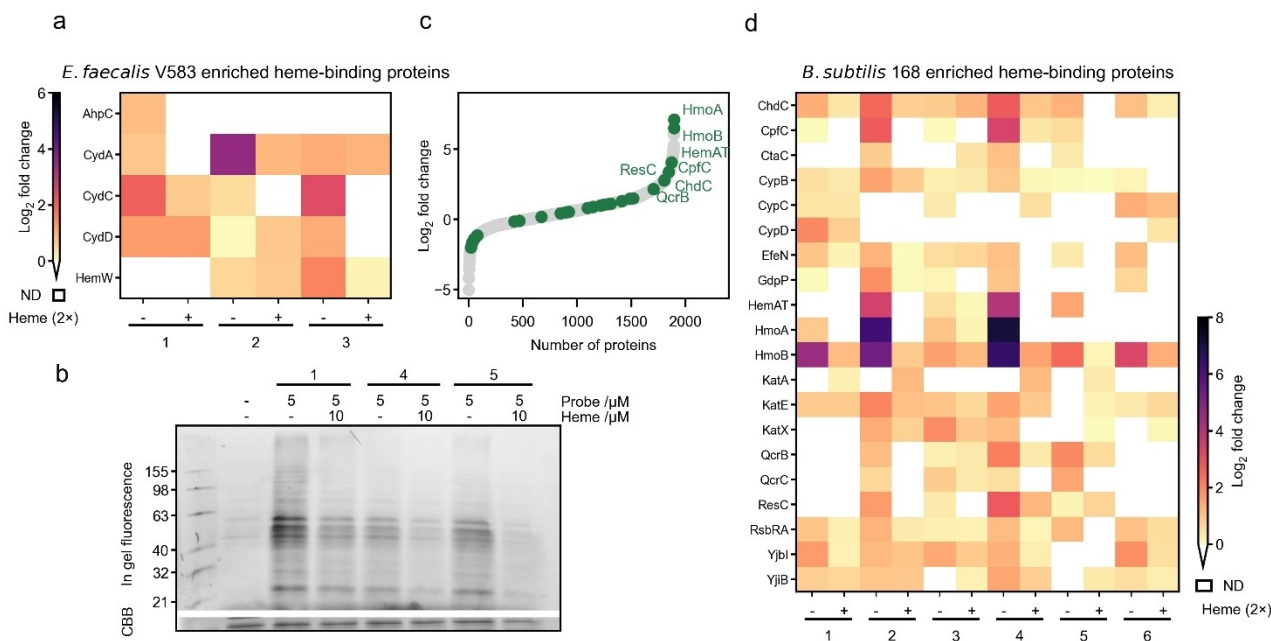 a
E. faecalis V583 enriched heme-binding proteins
6
4
2
0
Log2 fold change
ND
AhpC
CydA
CydC
CydD
HemW
Heme (2×)
- + - + - +
1 2 3
c
Log2 fold change
5
0
−5
0 500 1000 1500 2000
Number of proteins
HmoA
HmoB
HemAT
ResC CpfC
ChdC
QcrB
b
1 4 5
- 5 5 5 5 5 5 Probe /µM
- 10 - 10 - 10 Heme /µM
In gel fluorescence
155
98
63
40
32
21
CBB
d
B. subtilis 168 enriched heme-binding proteins
ChdC
CpfC
CtaC
CypB
CypC
CypD
EfeN
GdpP
HemAT
HmoA
HmoB
KatA
KatE
KatX
QcrB
QcrC
ResC
RsbRA
YjbI
YjiB
- + - + - + - + - + - +
Heme (2×)
1 2 3 4 5 6
8
6
4
2
0
Log2 fold change
ND